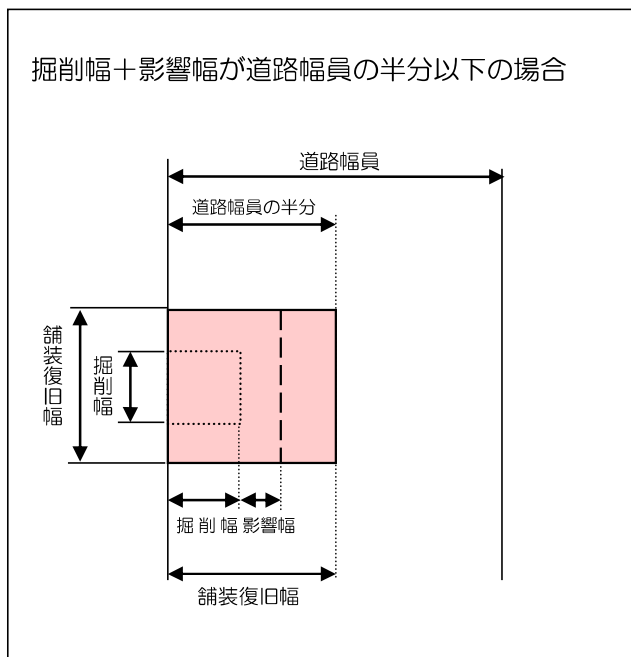 掘削幅＋影響幅が道路幅員の半分以下の場合
道路幅員
道路幅員の半分
舗装復旧幅
掘削幅
掘削幅
影響幅
舗装復旧幅